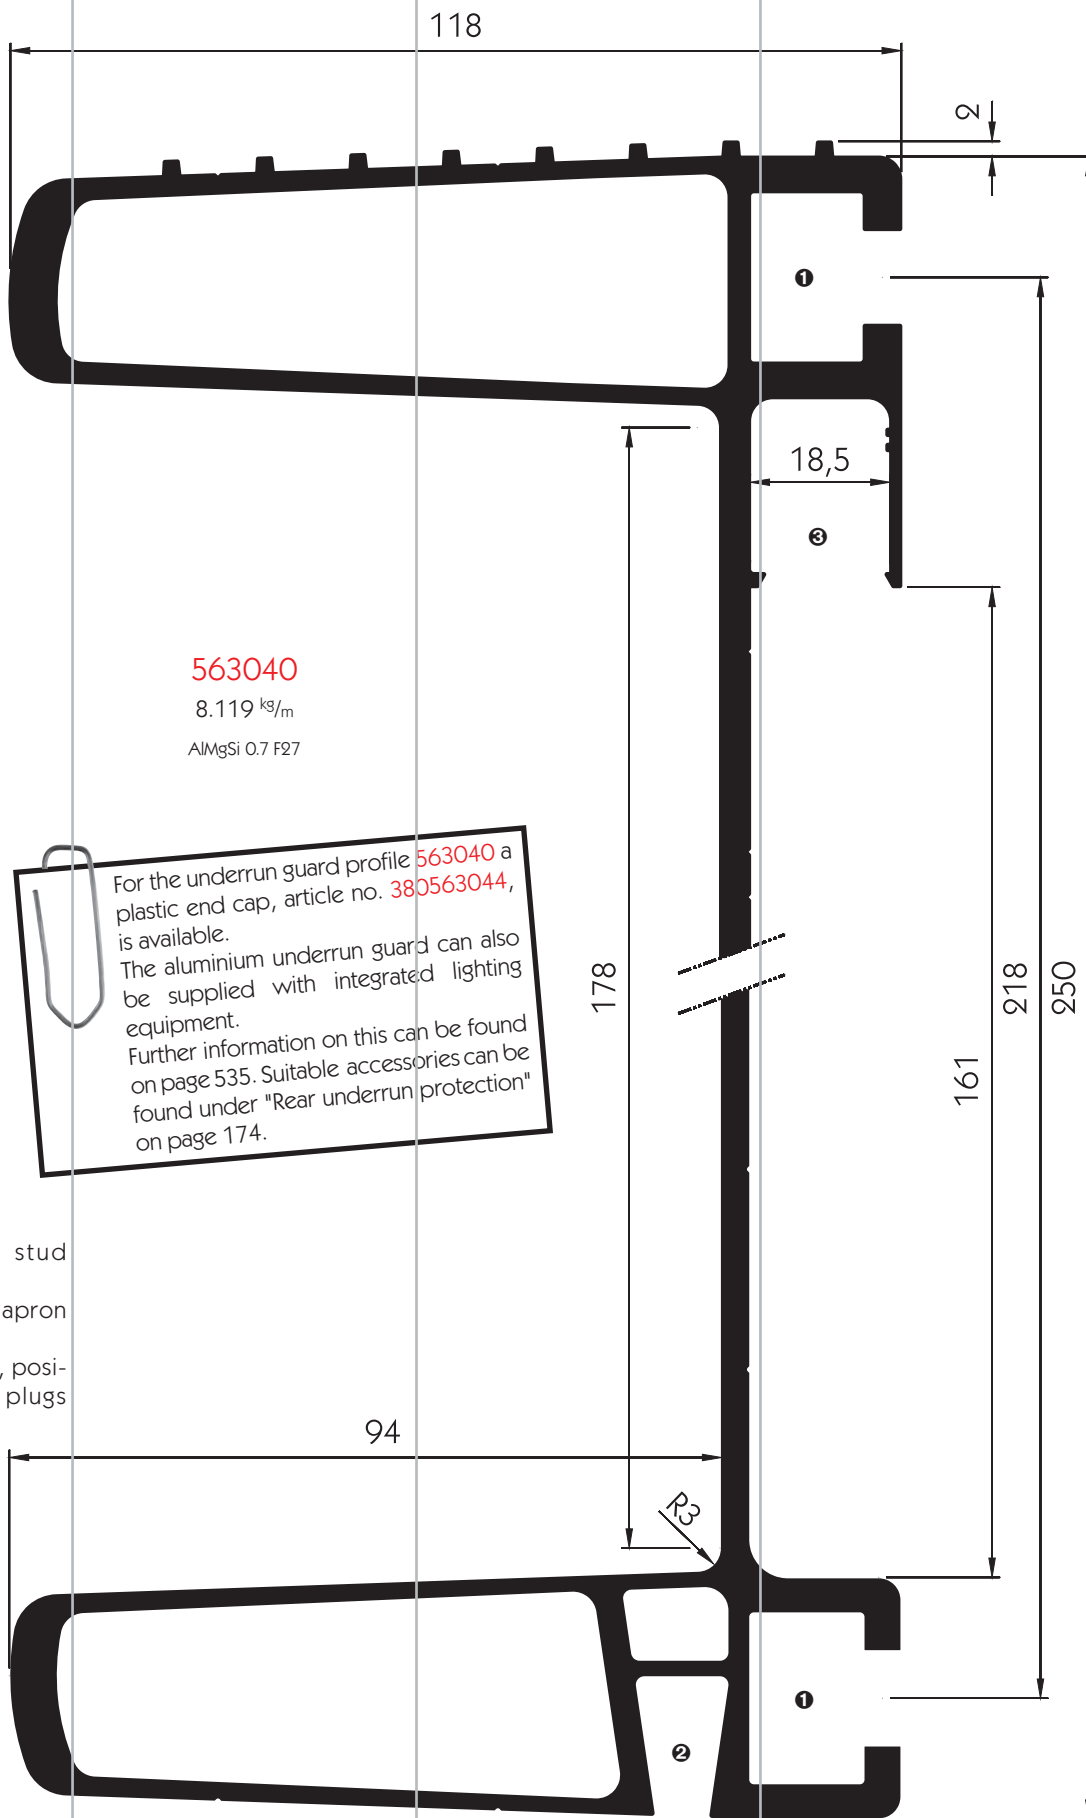 118
2
❶
18,5
❸
563040
8.119 kg/m
AlMgSi 0.7 F27
For the underrun guard profile 563040 a
plastic end cap, article no. 380563044,
is available.
The aluminium underrun guard can also
be supplied with integrated lighting
equipment.
Further information on this can be found
on page 535. Suitable accessories can be
found under "Rear underrun protection"
on page 174.
178
218
250
161
stud
apron
, posi-
plugs
94
R3
❶
❷